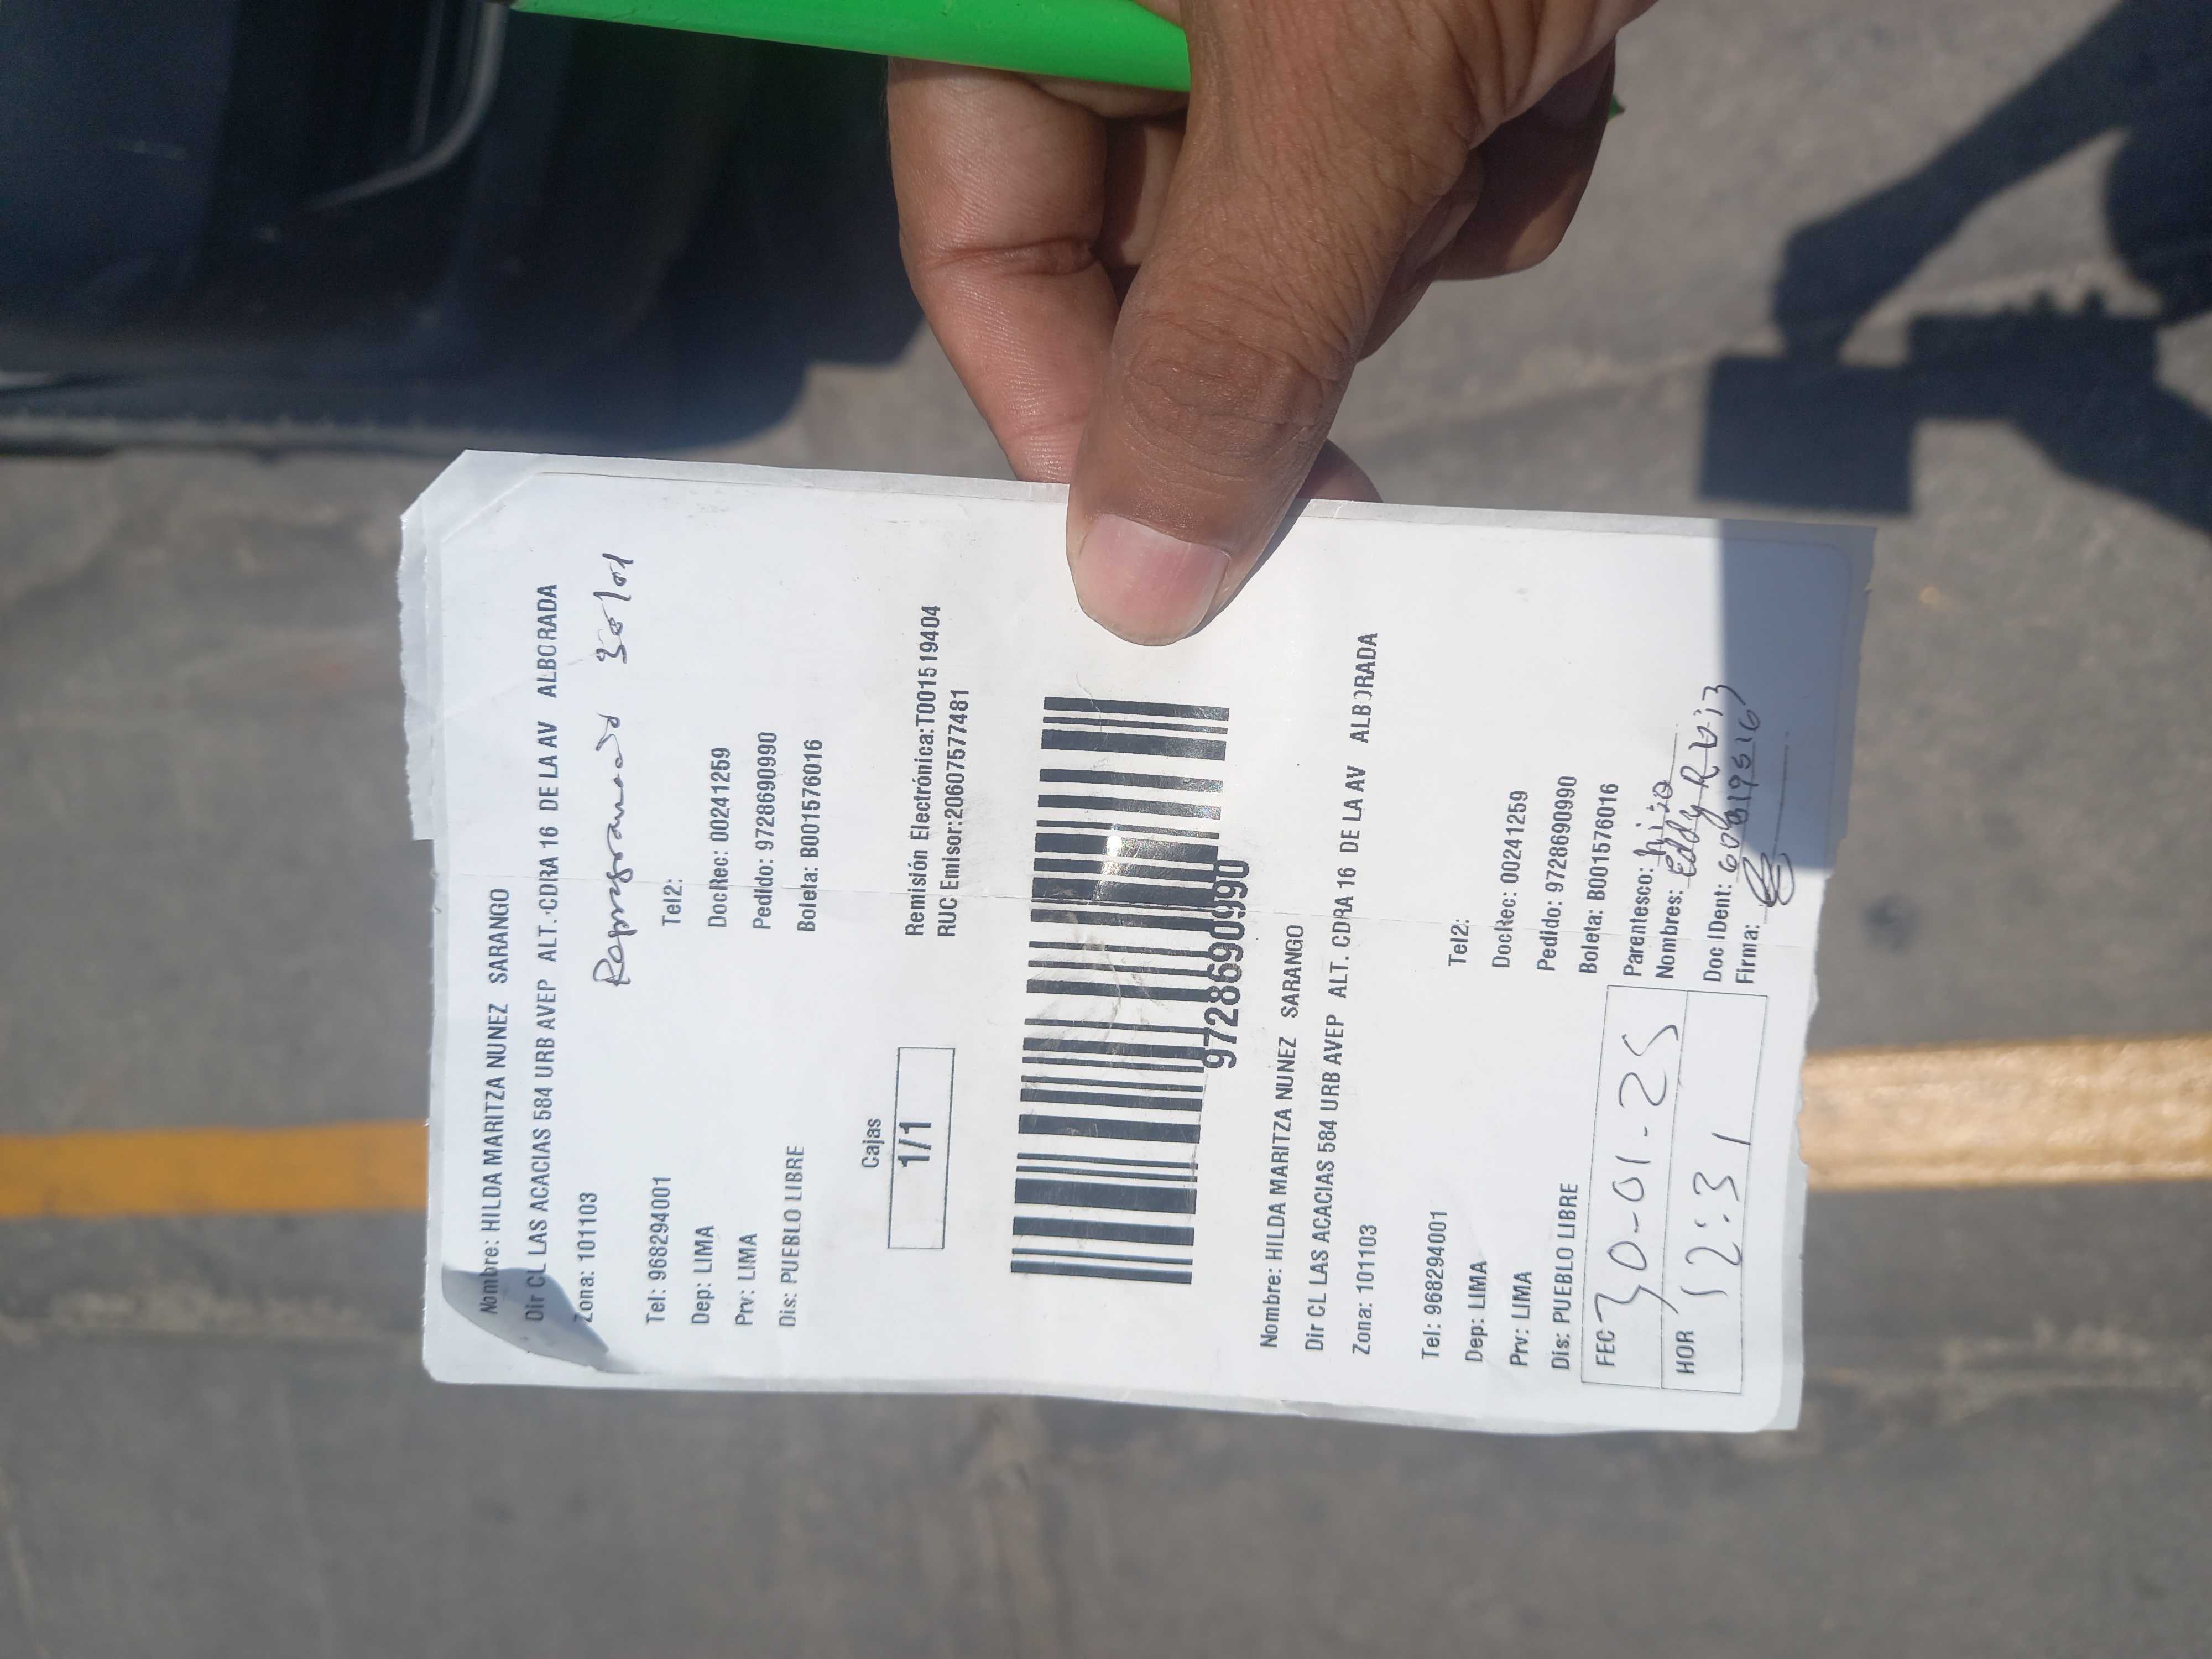 Nombre: HILDA MARITZA NUNEZ SARANGO
Dir CL LAS ACACIAS 584 URB AVEP ALT. CDRA 16 DE LA AV ALBORADA
Zona: 101103
Reprogramado 30/01
Tel: 968294001 Tel2:
Dep: LIMA DocRec: 00241259
Prv: LIMA Pedido: 9728690990
Dis: PUEBLO LIBRE Boleta: B001576016
Cajas
1/1
Remisión Electrónica:T001519404
RUC Emisor:20607577481
9728690990
Nombre: HILDA MARITZA NUNEZ SARANGO
Dir CL LAS ACACIAS 584 URB AVEP ALT. CDRA 16 DE LA AV ALBORADA
Zona: 101103
Tel: 968294001 Tel2:
Dep: LIMA DocRec: 00241259
Prv: LIMA Pedido: 9728690990
Dis: PUEBLO LIBRE Boleta: B001576016
FEC 30-01-25
HOR 12:31
Parentesco: hijo
Nombres: Eddy Ruiz
Doc IDent:
Firma: